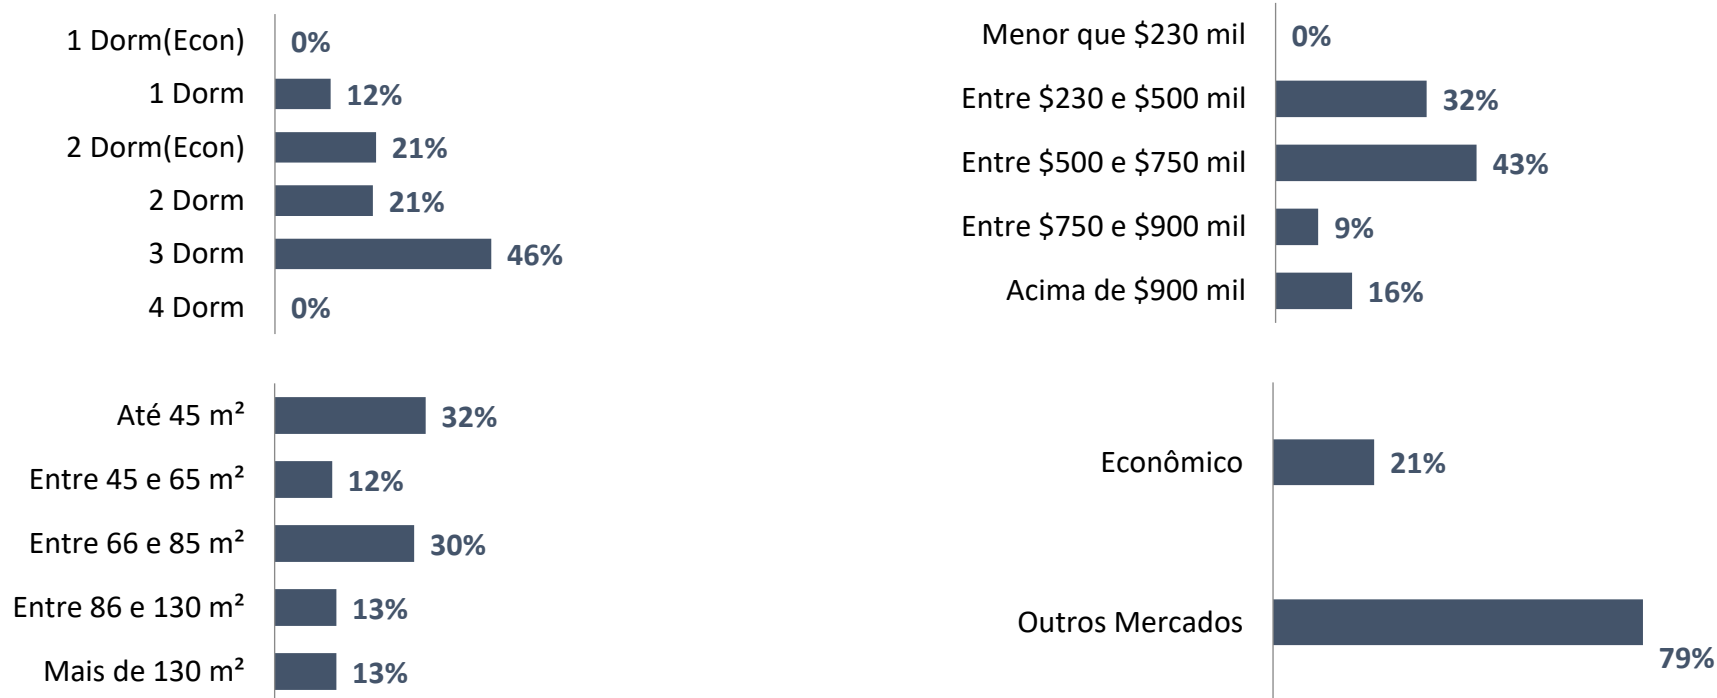 1 Dorm(Econ) 0%
1 Dorm 12%
2 Dorm(Econ) 21%
2 Dorm 21%
3 Dorm 46%
4 Dorm 0%
Menor que $230 mil 0%
Entre $230 e $500 mil 32%
Entre $500 e $750 mil 43%
Entre $750 e $900 mil 9%
Acima de $900 mil 16%
Até 45 m² 32%
Entre 45 e 65 m² 12%
Entre 66 e 85 m² 30%
Entre 86 e 130 m² 13%
Mais de 130 m² 13%
Econômico 21%
Outros Mercados 79%